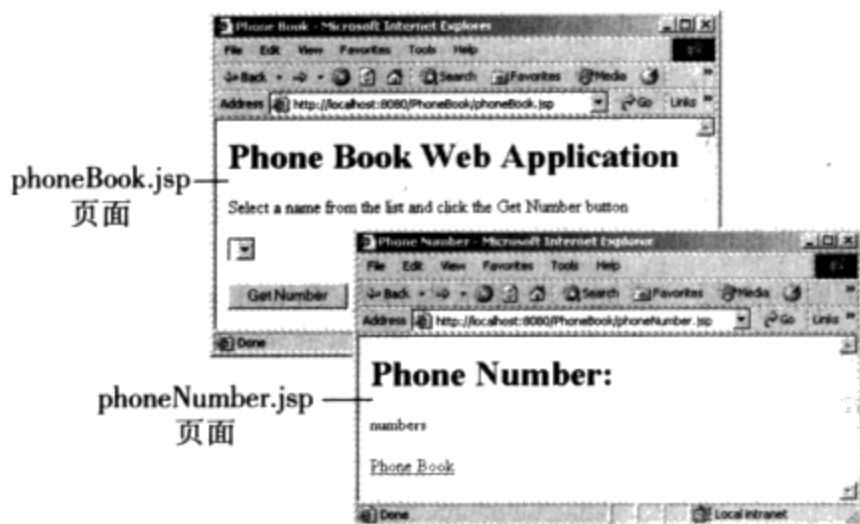 Phone Book - Microsoft Internet Explorer
File Edit View Favorites Tools Help
Back Search Favorites Media
Address http://localhost:8080/PhoneBook/phoneBook.jsp Go Links
Phone Book Web Application
Select a name from the list and click the Get Number button
Get Number
Done
phoneBook.jsp
页面
Phone Number - Microsoft Internet Explorer
File Edit View Favorites Tools Help
Back Search Favorites Media
Address http://localhost:8080/PhoneBook/phoneNumber.jsp Go Links
Phone Number:
numbers
Phone Book
Done Local intranet
phoneNumber.jsp
页面